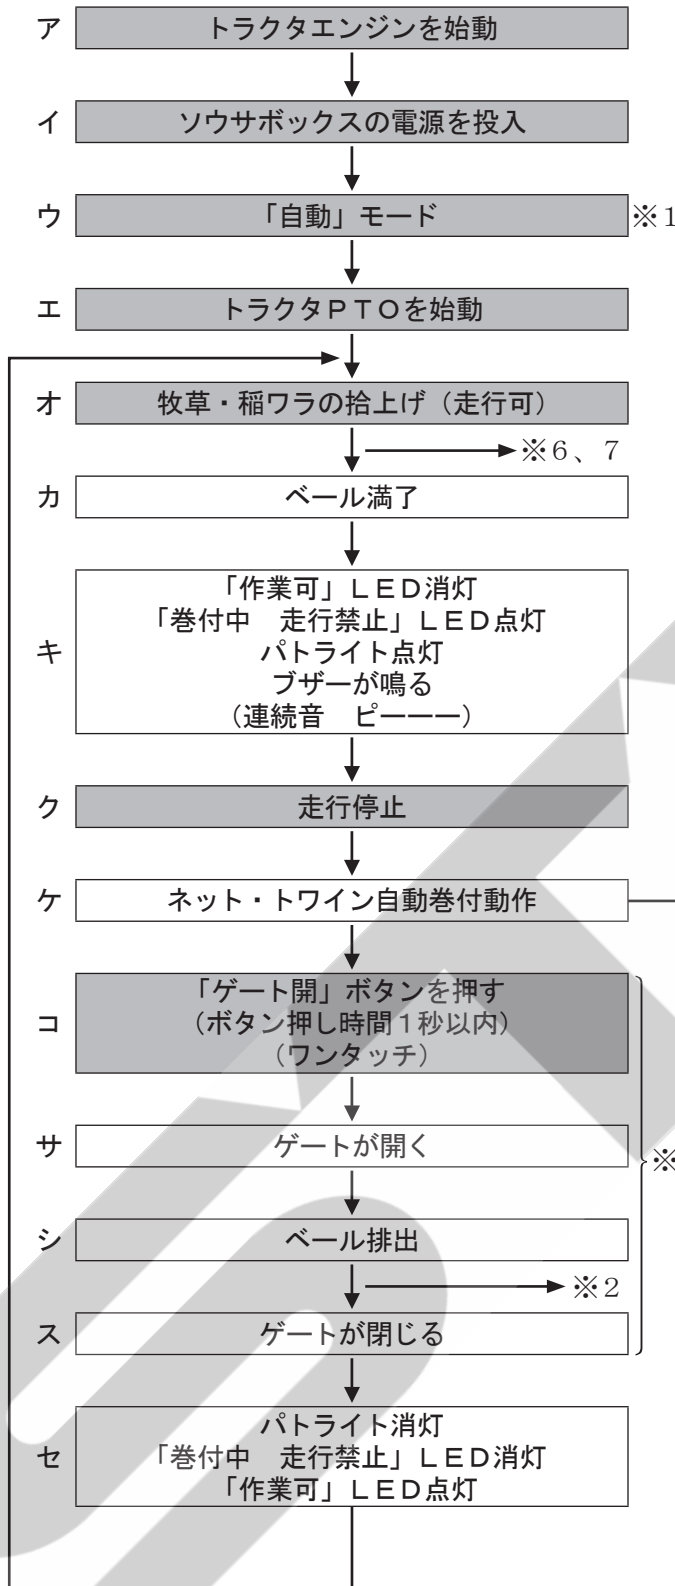 ア トラクタエンジンを始動
イ ソウサボックスの電源を投入
ウ 「自動」モード ※1
エ トラクタPTOを始動
オ 牧草・稲ワラの拾上げ（走行可）
※6、7
カ ベール満了
キ 「作業可」LED消灯
「巻付中　走行禁止」LED点灯
パトライト点灯
ブザーが鳴る
（連続音　ピーーー）
ク 走行停止
ケ ネット・トワイン自動巻付動作
コ 「ゲート開」ボタンを押す
（ボタン押し時間1秒以内）
（ワンタッチ）
サ ゲートが開く
※
シ ベール排出
※2
ス ゲートが閉じる
セ パトライト消灯
「巻付中　走行禁止」LED消灯
「作業可」LED点灯